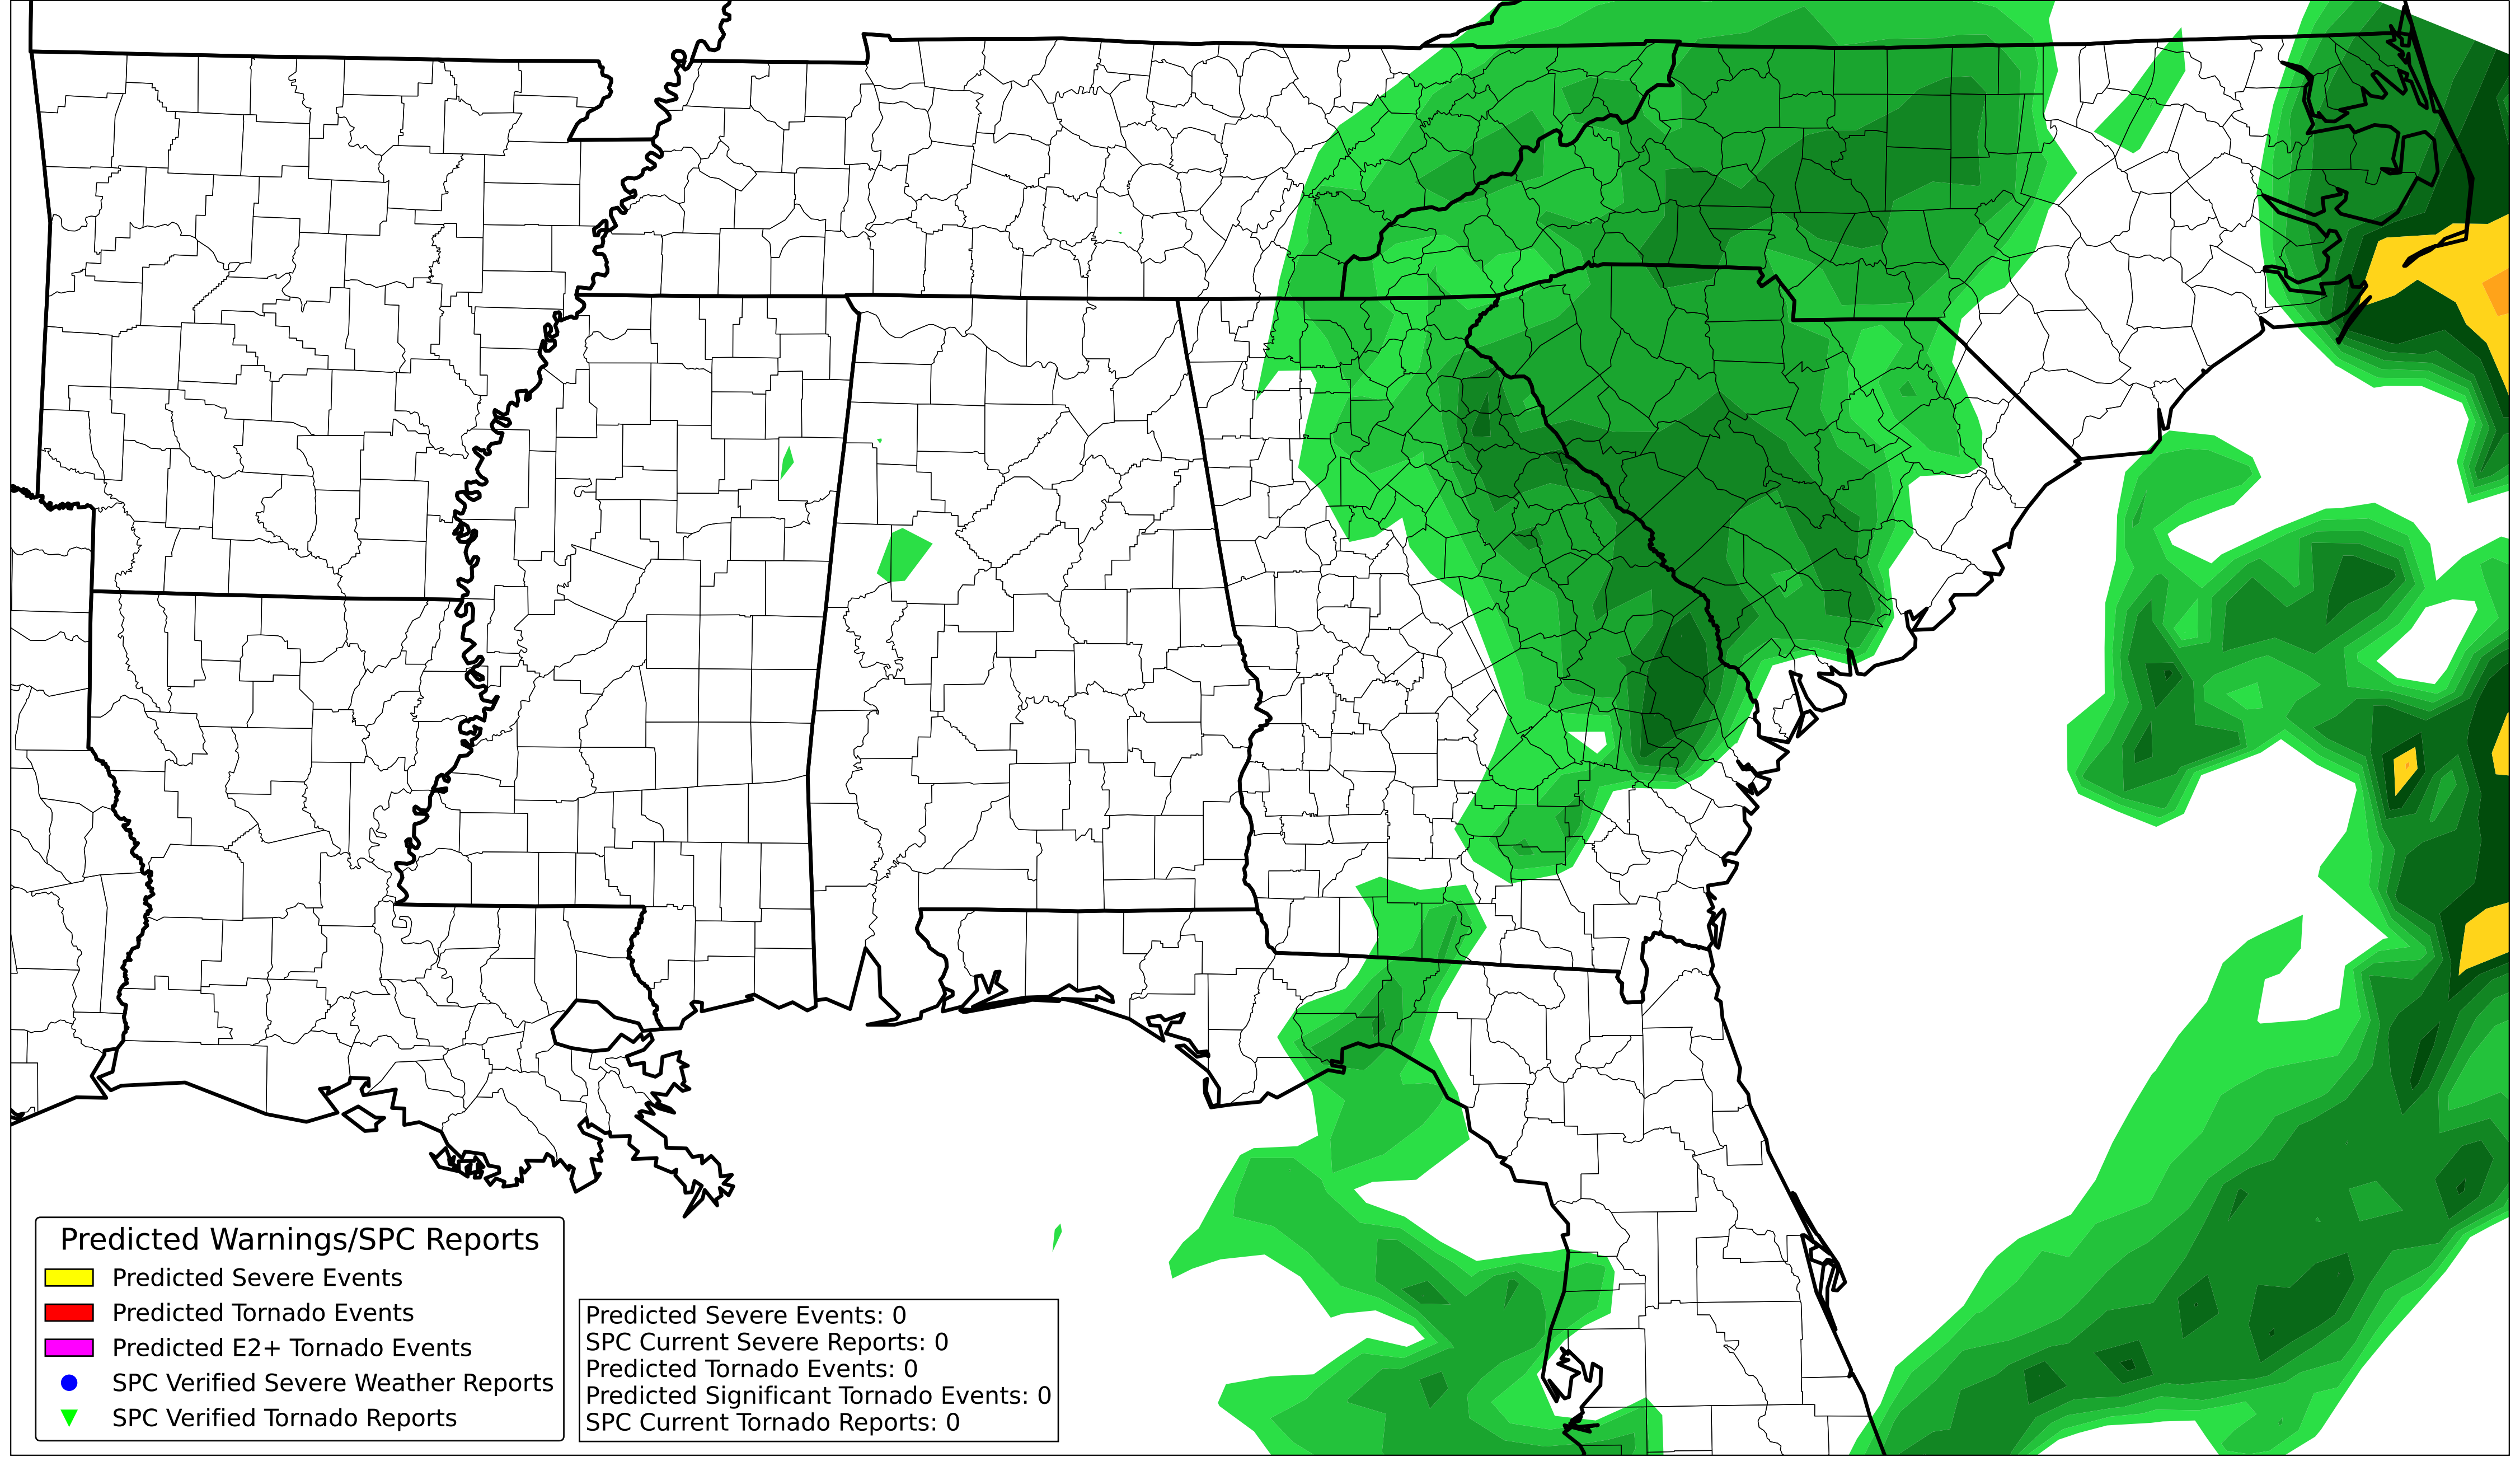 Predicted Warnings/SPC Reports
Predicted Severe Events
Predicted Tornado Events
Predicted E2+ Tornado Events
SPC Verified Severe Weather Reports
SPC Verified Tornado Reports
Predicted Severe Events: 0
SPC Current Severe Reports: 0
Predicted Tornado Events: 0
Predicted Significant Tornado Events: 0
SPC Current Tornado Reports: 0